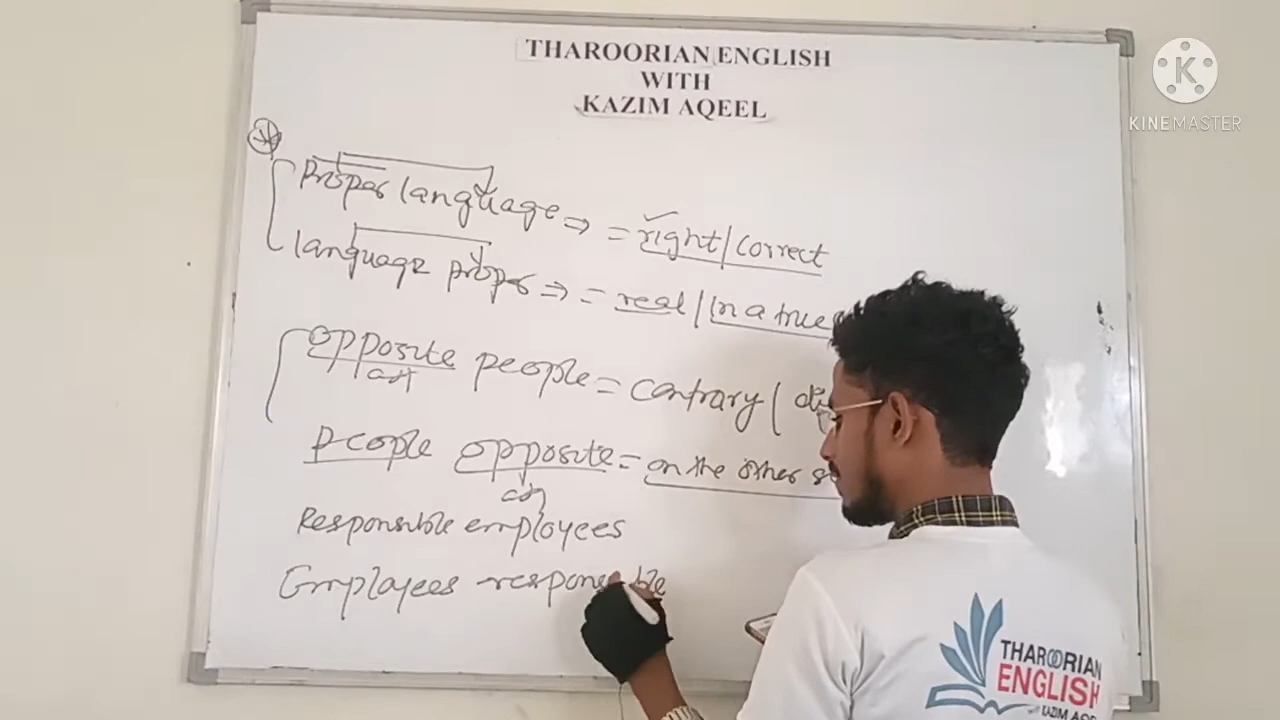 THAROORIAN ENGLISH
WITH
KAZIM AQEEL
KINEMASTER
Proper language ⇒ = right/correct
language proper ⇒ = real/in a true
opposite people = contrary (
adj
People opposite = on the other
adj
Responsible employees
Employees responsible
THAROORIAN
ENGLISH